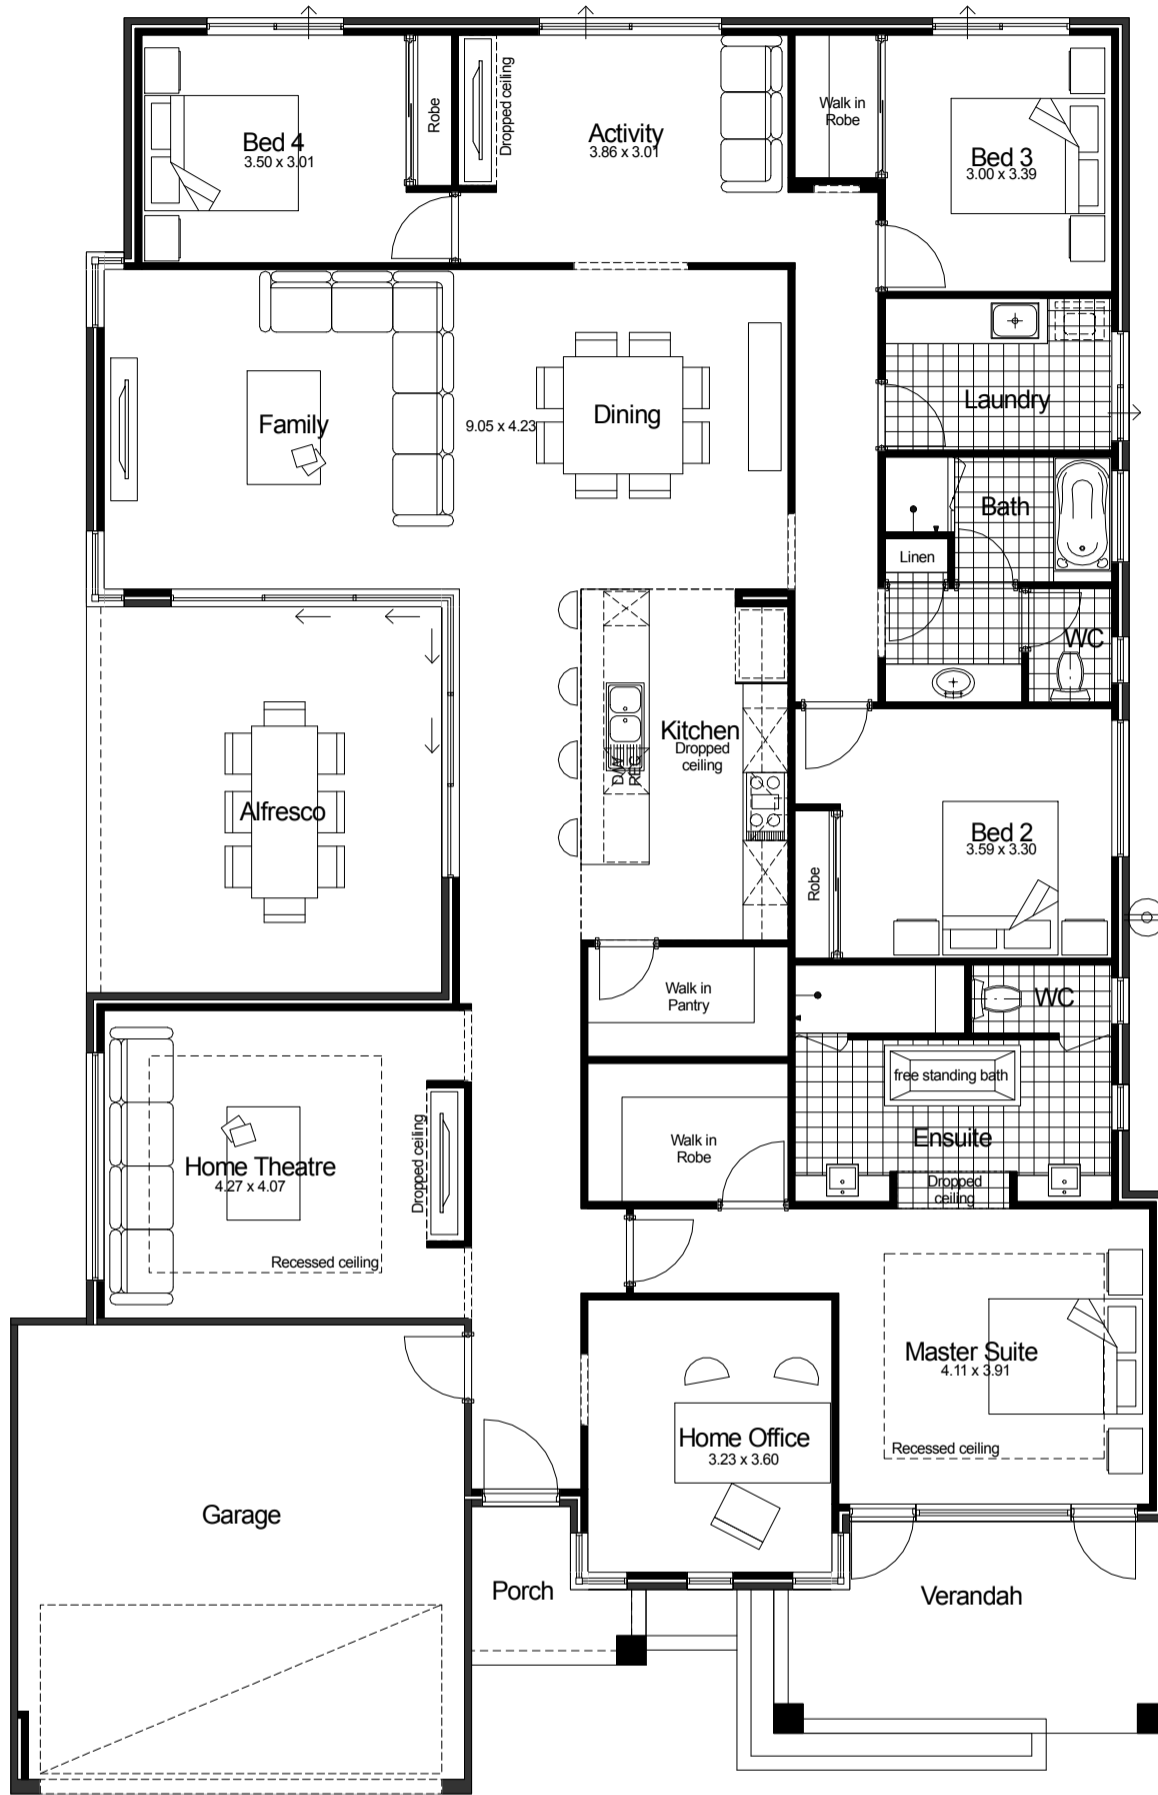 Bed 4
3.50 x 3.01
Robe
Dropped ceiling
Activity
3.86 x 3.01
Walk in
Robe
Bed 3
3.00 x 3.39
Family
9.05 x 4.23
Dining
Laundry
Bath
Linen
WC
Kitchen
Dropped
ceiling
DW
REC
Alfresco
Bed 2
3.59 x 3.30
Robe
Walk in
Pantry
WC
free standing bath
Ensuite
Dropped
ceiling
Walk in
Robe
Home Theatre
4.27 x 4.07
Dropped ceiling
Recessed ceiling
Master Suite
4.11 x 3.91
Recessed ceiling
Home Office
3.23 x 3.60
Garage
Porch
Verandah